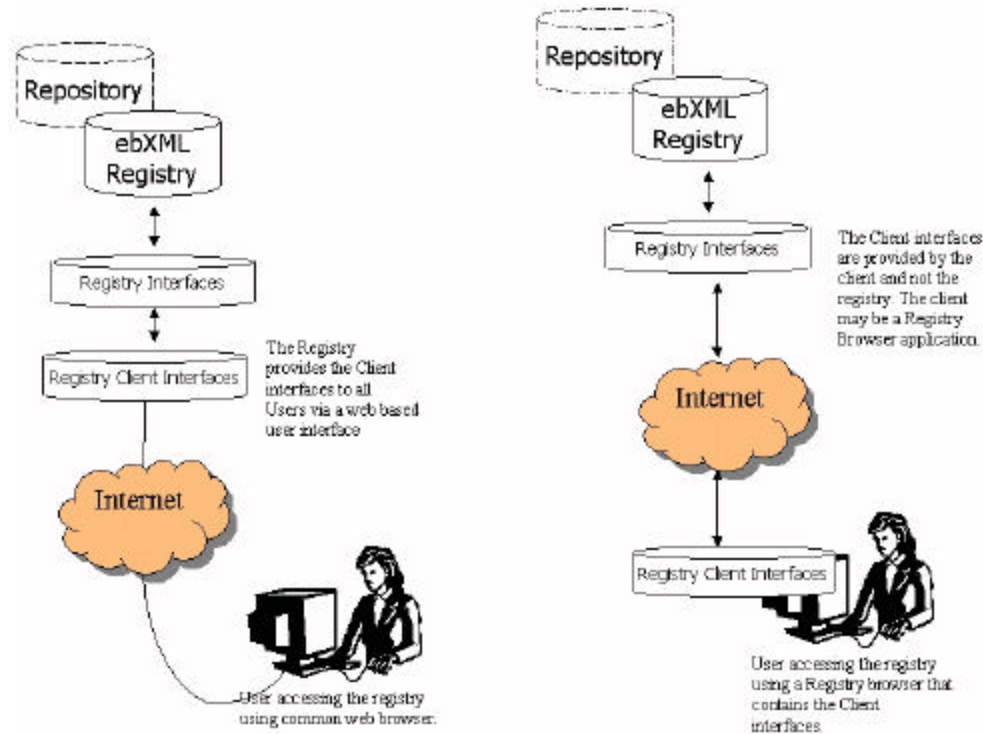 Repository
ebXML
Registry
Registry Interfaces
Registry Client Interfaces
The Registry
provides the Client
interfaces to all
Users via a web based
user interface
Internet
User accessing the registry
using common web browser.
Repository
ebXML
Registry
Registry Interfaces
The Client interfaces
are provided by the
client and not the
registry. The client
may be a Registry
Browser application.
Internet
Registry Client Interfaces
User accessing the registry
using a Registry browser that
contains the Client
interfaces.